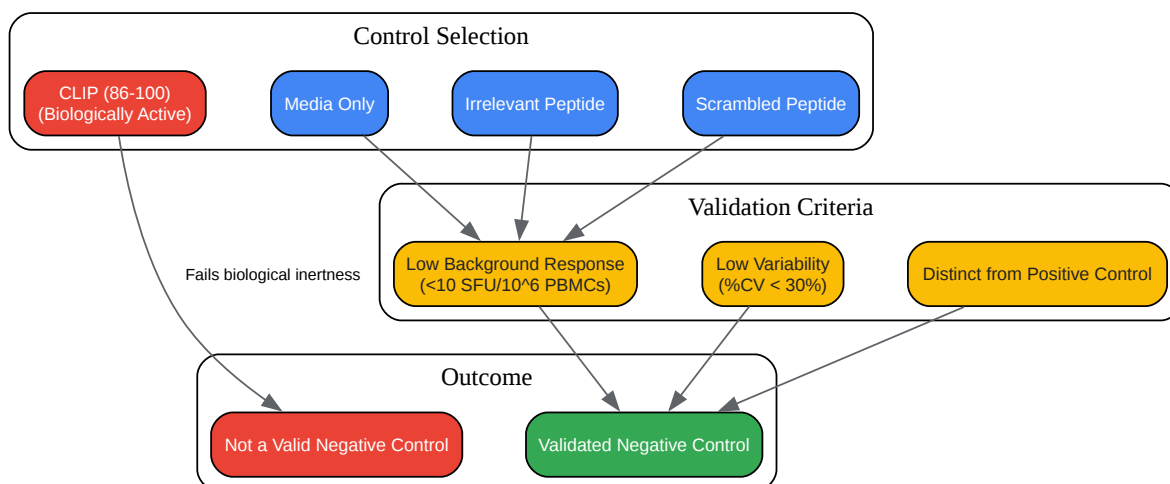 Control Selection
CLIP (86-100)
(Biologically Active)
Media Only
Irrelevant Peptide
Scrambled Peptide
Validation Criteria
Low Background Response
(<10 SFU/10^6 PBMCs)
Low Variability
(%CV < 30%)
Distinct from Positive Control
Fails biological inertness
Outcome
Not a Valid Negative Control
Validated Negative Control